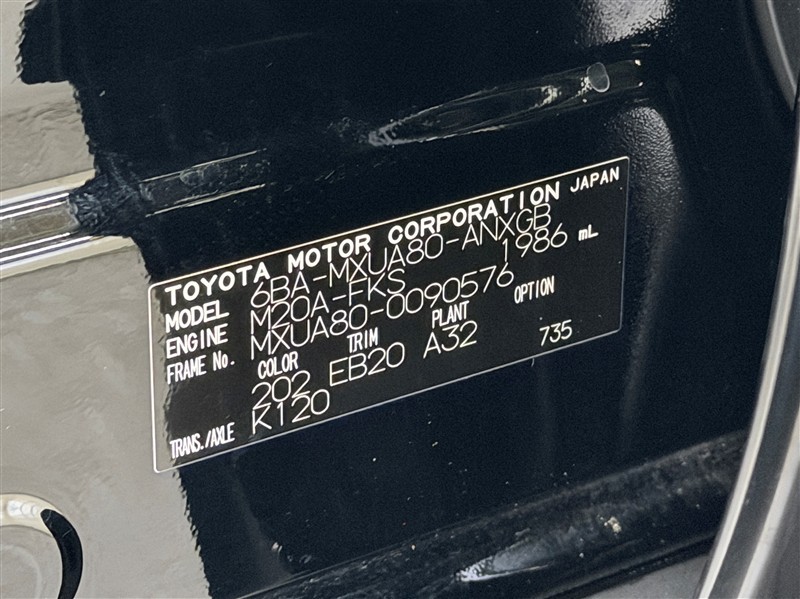 TOYOTA MOTOR CORPORATION JAPAN
MODEL 6BA-MXUA80-ANXGB
ENGINE M20A-FKS 1986 mL
FRAME No. MXUA80-0090576
COLOR TRIM PLANT OPTION
202 EB20 A32
TRANS./AXLE K120 735